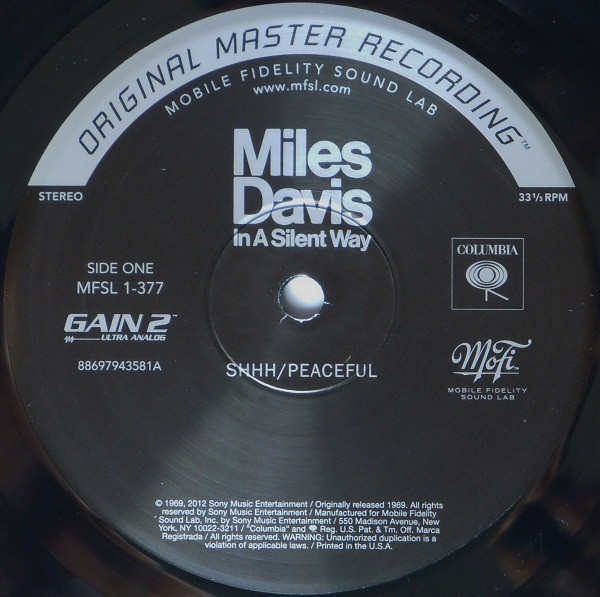 ORIGINAL MASTER RECORDING™
MOBILE FIDELITY SOUND LAB
www.mfsl.com
STEREO
33 1/3 RPM
Miles
Davis
in A Silent Way
SIDE ONE
MFSL 1-377
GAIN 2™
ULTRA ANALOG
88697943581A
COLUMBIA
MoFi™
MOBILE FIDELITY
SOUND LAB
SHHH/PEACEFUL
© 1969, 2012 Sony Music Entertainment / Originally released 1969. All rights
reserved by Sony Music Entertainment / Manufactured for Mobile Fidelity
Sound Lab, Inc. by Sony Music Entertainment / 550 Madison Avenue, New
York, NY 10022-3211 / "Columbia" and Reg. U.S. Pat. & Tm. Off. Marca
Registrada / All rights reserved. WARNING: Unauthorized duplication is a
violation of applicable laws. / Printed in the U.S.A.